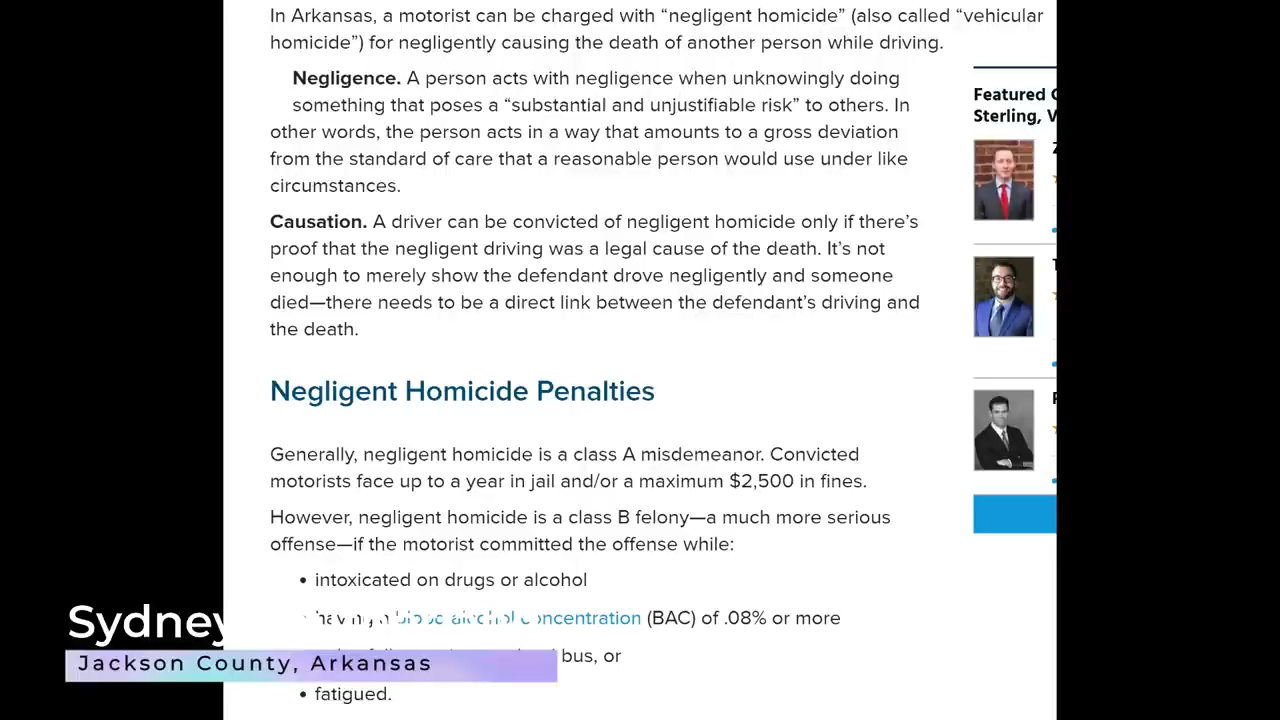 In Arkansas, a motorist can be charged with “negligent homicide” (also called “vehicular
homicide”) for negligently causing the death of another person while driving.
Negligence. A person acts with negligence when unknowingly doing
something that poses a “substantial and unjustifiable risk” to others. In
other words, the person acts in a way that amounts to a gross deviation
from the standard of care that a reasonable person would use under like
circumstances.
Causation. A driver can be convicted of negligent homicide only if there’s
proof that the negligent driving was a legal cause of the death. It’s not
enough to merely show the defendant drove negligently and someone
died—there needs to be a direct link between the defendant’s driving and
the death.
Negligent Homicide Penalties
Generally, negligent homicide is a class A misdemeanor. Convicted
motorists face up to a year in jail and/or a maximum $2,500 in fines.
However, negligent homicide is a class B felony—a much more serious
offense—if the motorist committed the offense while:
• intoxicated on drugs or alcohol
having a blood alcohol concentration (BAC) of .08% or more
bus, or
• fatigued.
Featured
Sterling,
Sydney
Jackson County, Arkansas